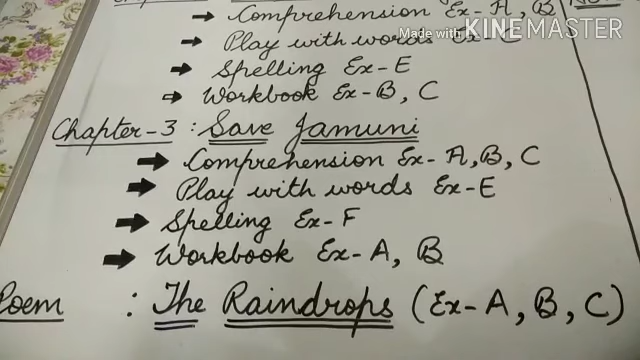 → Comprehension Ex-A, B
Made with KINEMASTER
→ Play with words Ex-C
→ Spelling Ex-E
⇒ Workbook Ex-B, C
Chapter-3 : Save Jamuni
→ Comprehension Ex-A, B, C
→ Play with words Ex-E
→ Spelling Ex-F
→ Workbook Ex-A, B
Poem : The Raindrops (Ex-A, B, C)